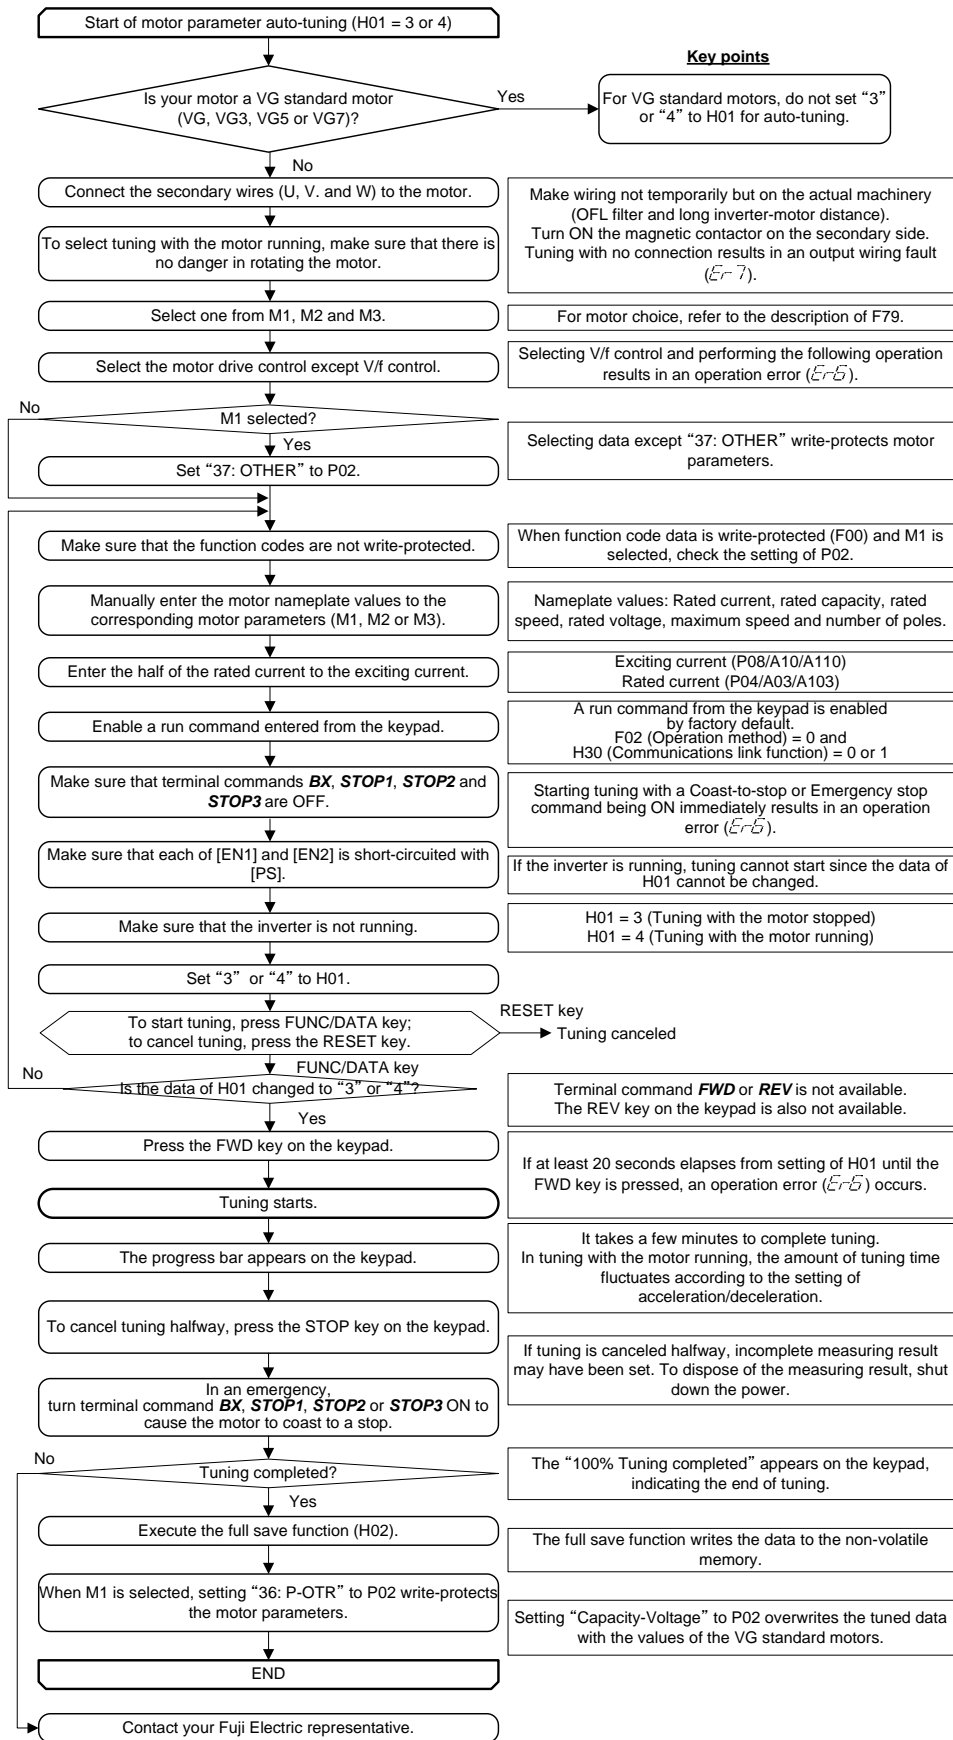 Start of motor parameter auto-tuning (H01 = 3 or 4)
Key points
Is your motor a VG standard motor
(VG, VG3, VG5 or VG7)?
Yes
For VG standard motors, do not set “3”
or “4” to H01 for auto-tuning.
No
Connect the secondary wires (U, V. and W) to the motor.
Make wiring not temporarily but on the actual machinery
(OFL filter and long inverter-motor distance).
Turn ON the magnetic contactor on the secondary side.
Tuning with no connection results in an output wiring fault
(Er7).
To select tuning with the motor running, make sure that there is
no danger in rotating the motor.
Select one from M1, M2 and M3.
For motor choice, refer to the description of F79.
Select the motor drive control except V/f control.
Selecting V/f control and performing the following operation
results in an operation error (Er6).
No
M1 selected?
Yes
Selecting data except “37: OTHER” write-protects motor
parameters.
Set “37: OTHER” to P02.
Make sure that the function codes are not write-protected.
When function code data is write-protected (F00) and M1 is
selected, check the setting of P02.
Manually enter the motor nameplate values to the
corresponding motor parameters (M1, M2 or M3).
Nameplate values: Rated current, rated capacity, rated
speed, rated voltage, maximum speed and number of poles.
Enter the half of the rated current to the exciting current.
Exciting current (P08/A10/A110)
Rated current (P04/A03/A103)
Enable a run command entered from the keypad.
A run command from the keypad is enabled
by factory default.
F02 (Operation method) = 0 and
H30 (Communications link function) = 0 or 1
Make sure that terminal commands BX, STOP1, STOP2 and
STOP3 are OFF.
Starting tuning with a Coast-to-stop or Emergency stop
command being ON immediately results in an operation
error (Er6).
Make sure that each of [EN1] and [EN2] is short-circuited with
[PS].
If the inverter is running, tuning cannot start since the data of
H01 cannot be changed.
Make sure that the inverter is not running.
H01 = 3 (Tuning with the motor stopped)
H01 = 4 (Tuning with the motor running)
Set “3” or “4” to H01.
To start tuning, press FUNC/DATA key;
to cancel tuning, press the RESET key.
RESET key
Tuning canceled
FUNC/DATA key
No
Is the data of H01 changed to “3” or “4”?
Yes
Terminal command FWD or REV is not available.
The REV key on the keypad is also not available.
Press the FWD key on the keypad.
If at least 20 seconds elapses from setting of H01 until the
FWD key is pressed, an operation error (Er6) occurs.
Tuning starts.
The progress bar appears on the keypad.
It takes a few minutes to complete tuning.
In tuning with the motor running, the amount of tuning time
fluctuates according to the setting of
acceleration/deceleration.
To cancel tuning halfway, press the STOP key on the keypad.
If tuning is canceled halfway, incomplete measuring result
may have been set. To dispose of the measuring result, shut
down the power.
In an emergency,
turn terminal command BX, STOP1, STOP2 or STOP3 ON to
cause the motor to coast to a stop.
No
Tuning completed?
Yes
The “100% Tuning completed” appears on the keypad,
indicating the end of tuning.
Execute the full save function (H02).
The full save function writes the data to the non-volatile
memory.
When M1 is selected, setting “36: P-OTR” to P02 write-protects
the motor parameters.
Setting “Capacity-Voltage” to P02 overwrites the tuned data
with the values of the VG standard motors.
END
Contact your Fuji Electric representative.